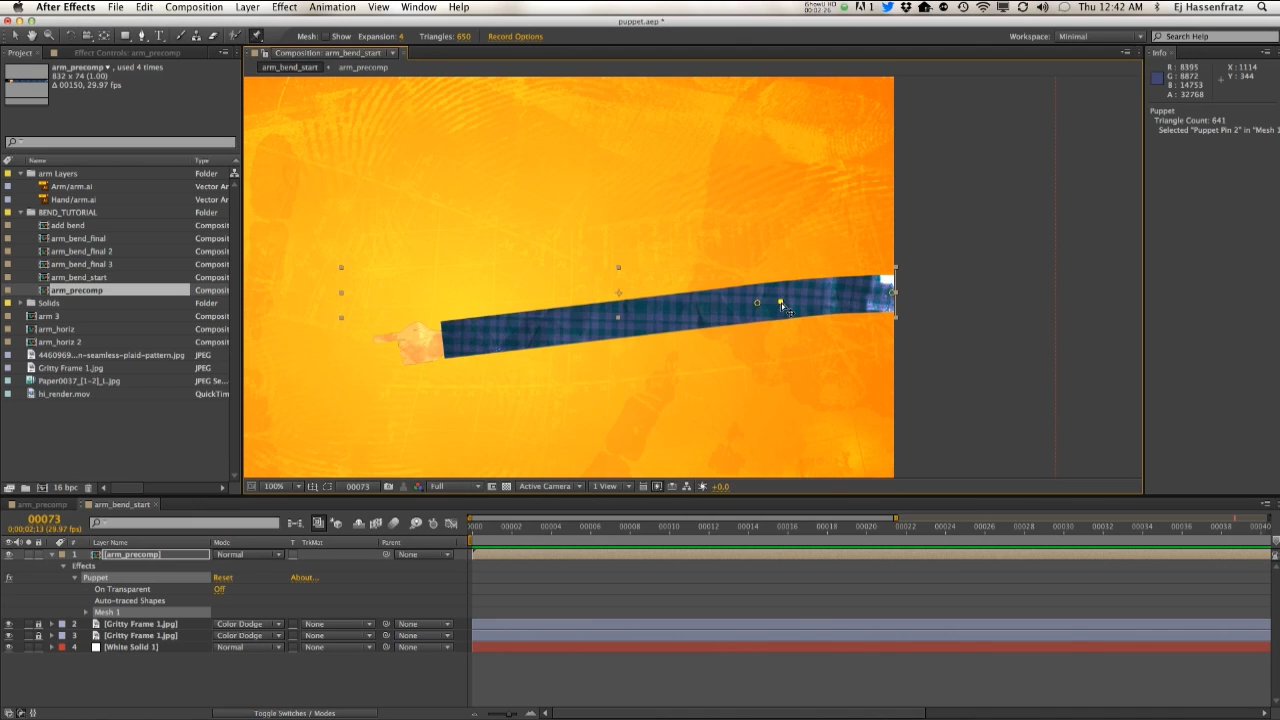 After Effects File Edit Composition Layer Effect Animation View Window Help 00:02:26 1 14 Thu 12:42 AM Ej Hassenfratz
puppet.aep *
Mesh: Show Expansion: 4 Triangles: 650 Record Options Workspace: Minimal Search Help
Project Effect Controls: arm_precomp Composition: arm_bend_start Info
arm_precomp ▾, used 4 times
832 x 74 (1.00)
Δ 00150, 29.97 fps
arm_bend_start arm_precomp
R : 8395 X : 1114
G : 8872 Y : 344
B : 14753
A : 32768
Puppet
Triangle Count: 641
Selected "Puppet Pin 2" in "Mesh 1
Name Type
arm Layers Folder
Arm/arm.ai Vector Ar
Hand/arm.ai Vector Ar
BEND_TUTORIAL Folder
add bend Composit
arm_bend_final Composit
arm_bend_final 2 Composit
arm_bend_final 3 Composit
arm_bend_start Composit
arm_precomp Composit
Solids Folder
arm 3 Composit
arm_horiz Composit
arm_horiz 2 Composit
4460969...n-seamless-plaid-pattern.jpg JPEG
Gritty Frame 1.jpg JPEG
Paper0037_[1-2]_L.jpg JPEG Se...
hi_render.mov QuickTim
16 bpc 100% 00073 Full Active Camera 1 View +0.0
arm_precomp arm_bend_start
00073
0:00:02:13 (29.97 fps)
0000 00002 00004 00006 00008 00010 00012 00014 00016 00018 00020 00022 00024 00026 00028 00030 00032 00034 00036 00038 00040
# Layer Name Mode T TrkMat Parent
1 [arm_precomp] Normal None
Effects
fx Puppet Reset About...
On Transparent Off
Auto-traced Shapes
Mesh 1
2 [Gritty Frame 1.jpg] Color Dodge None None
3 [Gritty Frame 1.jpg] Color Dodge None None
4 [White Solid 1] Normal None None
Toggle Switches / Modes